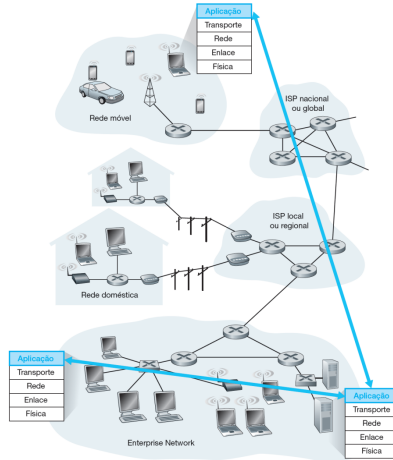 Aplicação
Transporte
Rede
Enlace
Física
Rede móvel
ISP nacional
ou global
ISP local
ou regional
Rede doméstica
Aplicação
Transporte
Rede
Enlace
Física
Enterprise Network
Aplicação
Transporte
Rede
Enlace
Física